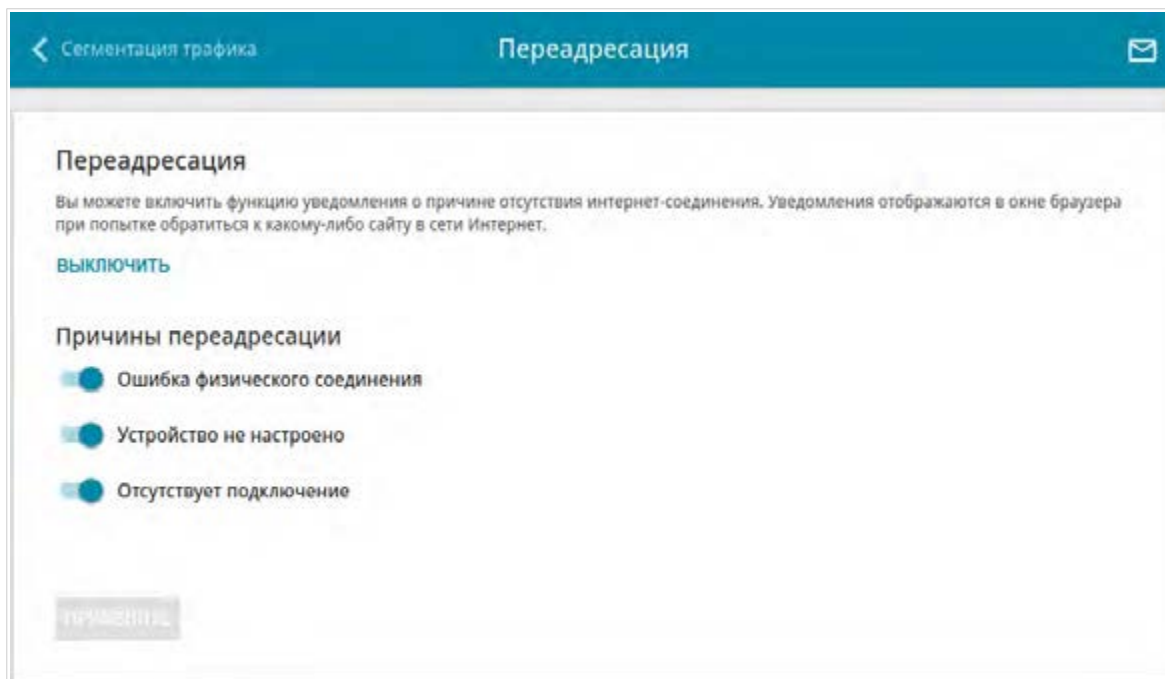 Сегментация трафика
Переадресация
Переадресация
Вы можете включить функцию уведомления о причине отсутствия интернет-соединения. Уведомления отображаются в окне браузера
при попытке обратиться к какому-либо сайту в сети Интернет.
ВЫКЛЮЧИТЬ
Причины переадресации
Ошибка физического соединения
Устройство не настроено
Отсутствует подключение
ПРИМЕНИТЬ